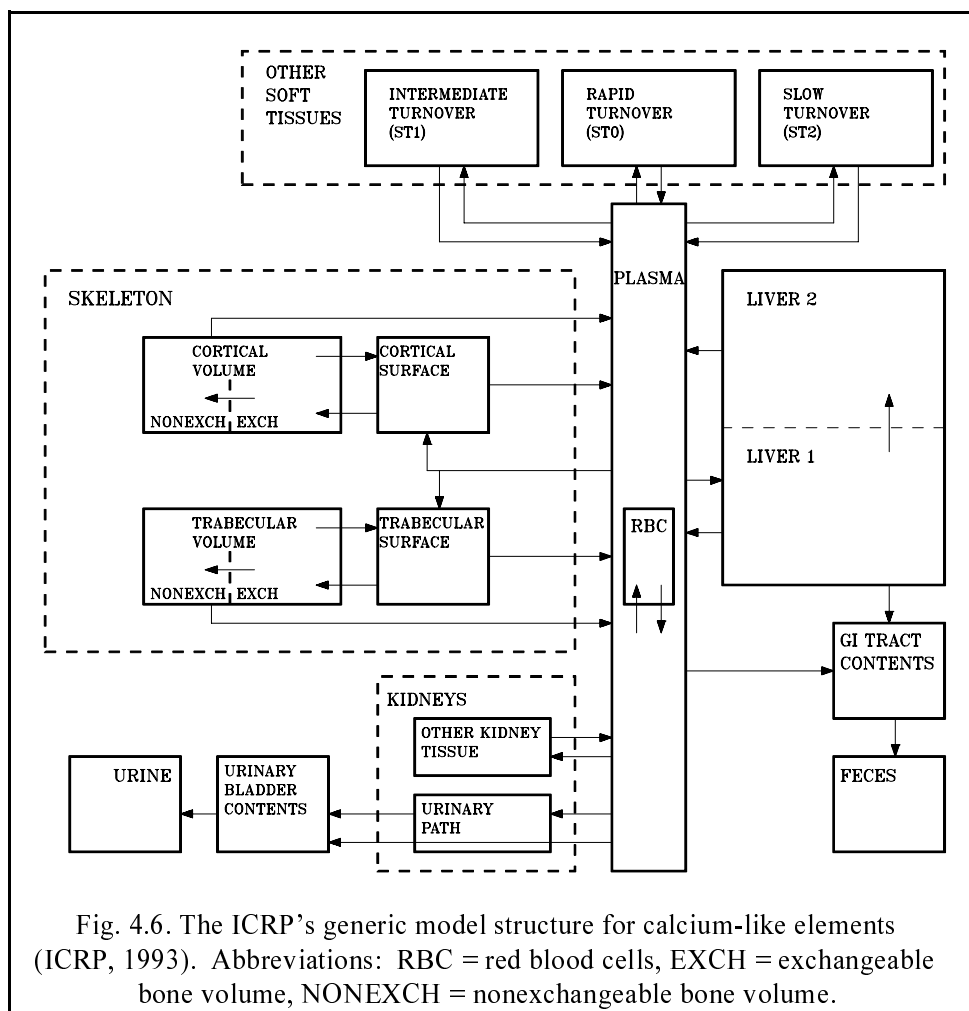 OTHER
SOFT
TISSUES
INTERMEDIATE
TURNOVER
(ST1)
RAPID
TURNOVER
(ST0)
SLOW
TURNOVER
(ST2)
PLASMA
SKELETON
CORTICAL
VOLUME
NONEXCH EXCH
CORTICAL
SURFACE
TRABECULAR
VOLUME
NONEXCH EXCH
TRABECULAR
SURFACE
RBC
LIVER 2
LIVER 1
GI TRACT
CONTENTS
FECES
KIDNEYS
OTHER KIDNEY
TISSUE
URINARY
PATH
URINARY
BLADDER
CONTENTS
URINE
Fig. 4.6. The ICRP's generic model structure for calcium-like elements
(ICRP, 1993). Abbreviations: RBC = red blood cells, EXCH = exchangeable
bone volume, NONEXCH = nonexchangeable bone volume.